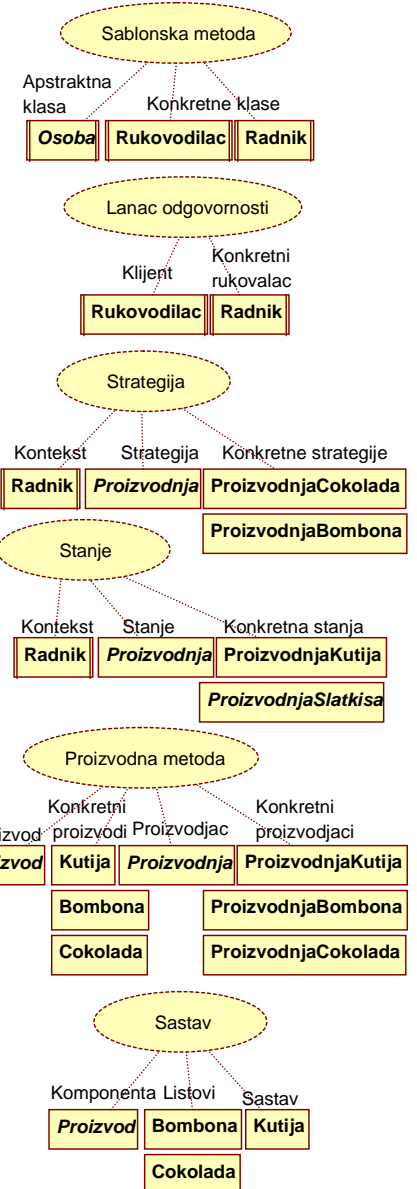 Sablonska metoda
Apstraktna
klasa
Konkretne klase
Osoba
Rukovodilac
Radnik
Lanac odgovornosti
Klijent
Konkretni
rukovalac
Rukovodilac
Radnik
Strategija
Kontekst
Strategija
Konkretne strategije
Radnik
Proizvodnja
ProizvodnjaCokolada
ProizvodnjaBombona
Stanje
Kontekst
Stanje
Konkretna stanja
Radnik
Proizvodnja
ProizvodnjaKutija
ProizvodnjaSlatkisa
Proizvodna metoda
izvod
Konkretni
proizvodi
Proizvodjac
Konkretni
proizvodjaci
izvod
Kutija
Proizvodnja
ProizvodnjaKutija
Bombona
ProizvodnjaBombona
Cokolada
ProizvodnjaCokolada
Sastav
Komponenta
Listovi
Sastav
Proizvod
Bombona
Kutija
Cokolada